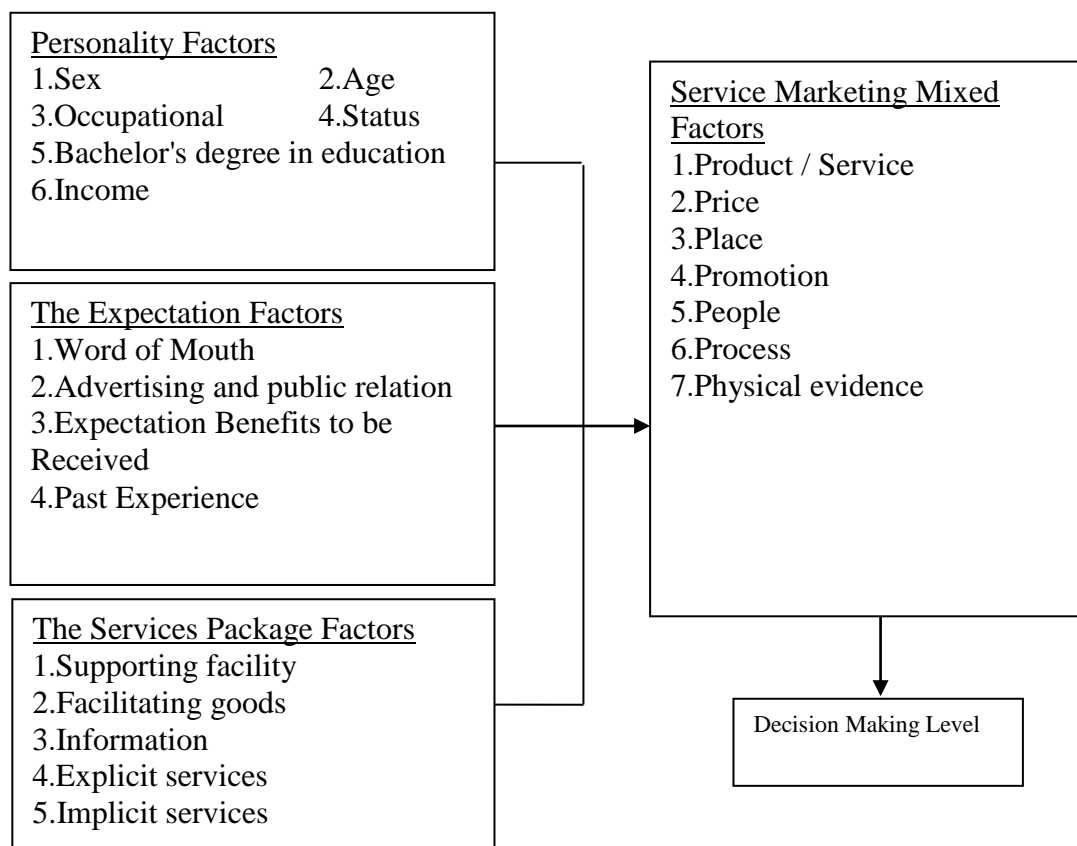 Personality Factors
1.Sex 2.Age
3.Occupational 4.Status
5.Bachelor's degree in education
6.Income
The Expectation Factors
1.Word of Mouth
2.Advertising and public relation
3.Expectation Benefits to be
Received
4.Past Experience
The Services Package Factors
1.Supporting facility
2.Facilitating goods
3.Information
4.Explicit services
5.Implicit services
Service Marketing Mixed
Factors
1.Product / Service
2.Price
3.Place
4.Promotion
5.People
6.Process
7.Physical evidence
Decision Making Level